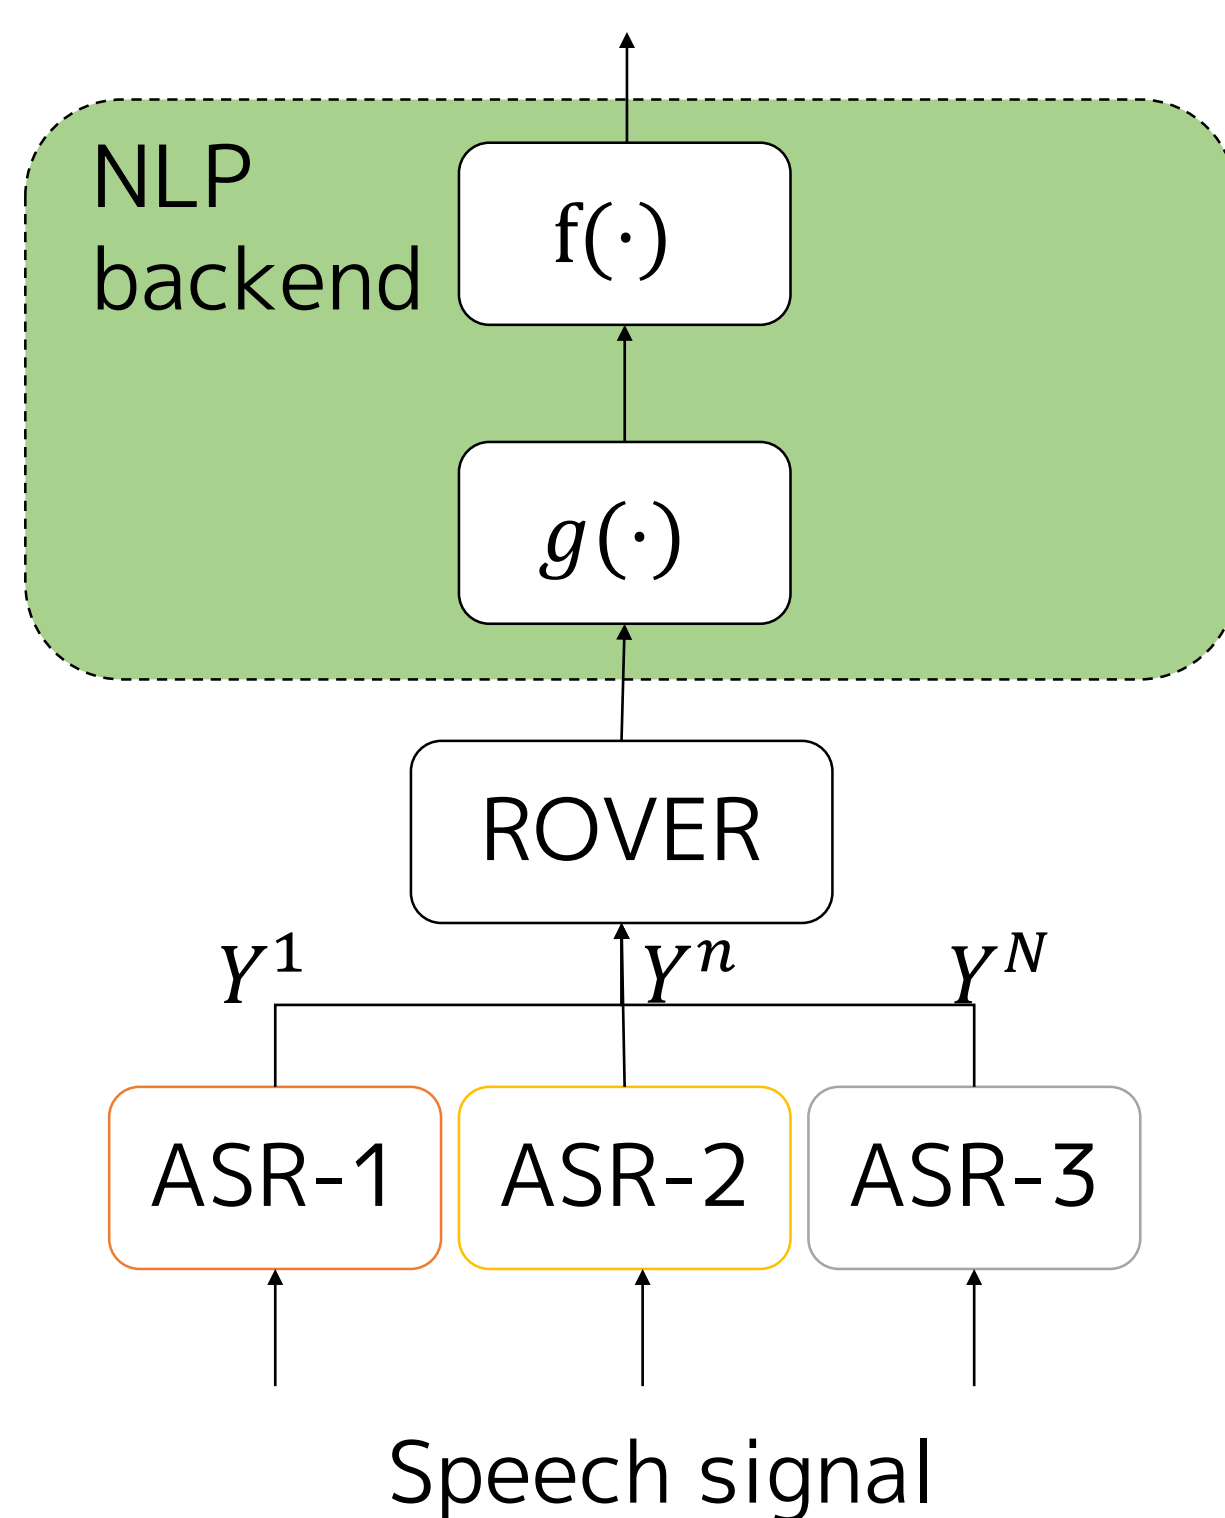 NLP
backend
f(·)
g(·)
ROVER
Y^1 Y^n Y^N
ASR-1 ASR-2 ASR-3
Speech signal